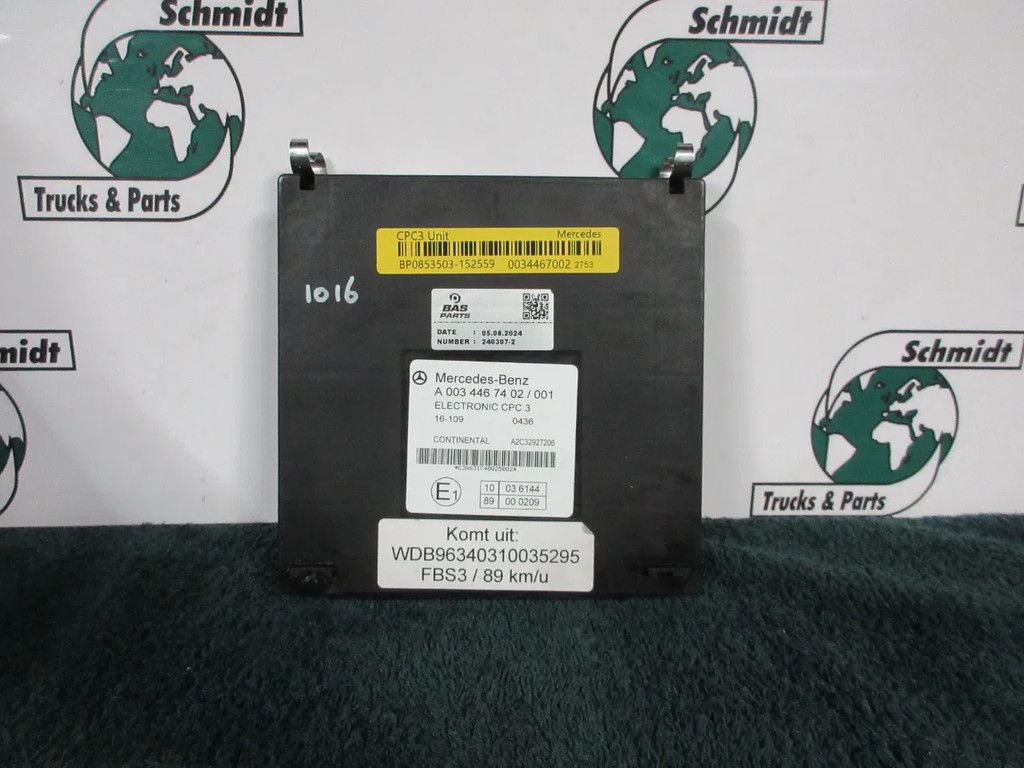 Schmidt
Trucks & Parts
Schmidt
midt
Schmidt
Trucks & Parts
CPC3 Unit Mercedes
BP0853503-152559 0034467002 2753
1016
BAS
PARTS
DATE : 05.08.2024
NUMBER : 240307-2
Mercedes-Benz
A 003 446 74 02 / 001
ELECTRONIC CPC 3
16-109 0436
CONTINENTAL A2C32927206
*C3A631C40025002*
E1
10 03 6144
89 00 0209
Komt uit:
WDB96340310035295
FBS3 / 89 km/u